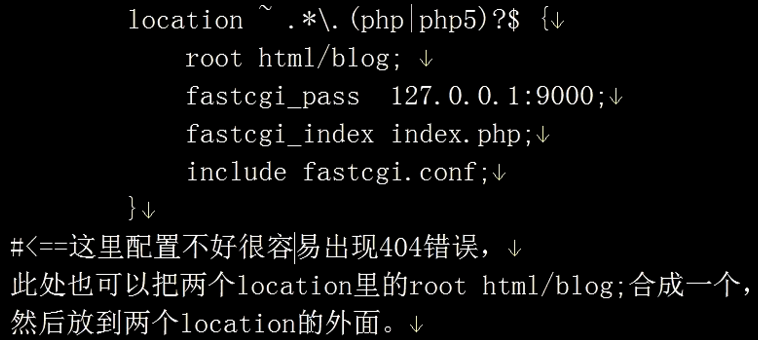 location ~ .*\.(php|php5)?$ {↓
root html/blog; ↓
fastcgi_pass  127.0.0.1:9000;↓
fastcgi_index index.php;↓
include fastcgi.conf;↓
}↓
#<==这里配置不好很容易出现404错误，↓
此处也可以把两个location里的root html/blog;合成一个，
然后放到两个location的外面。↓